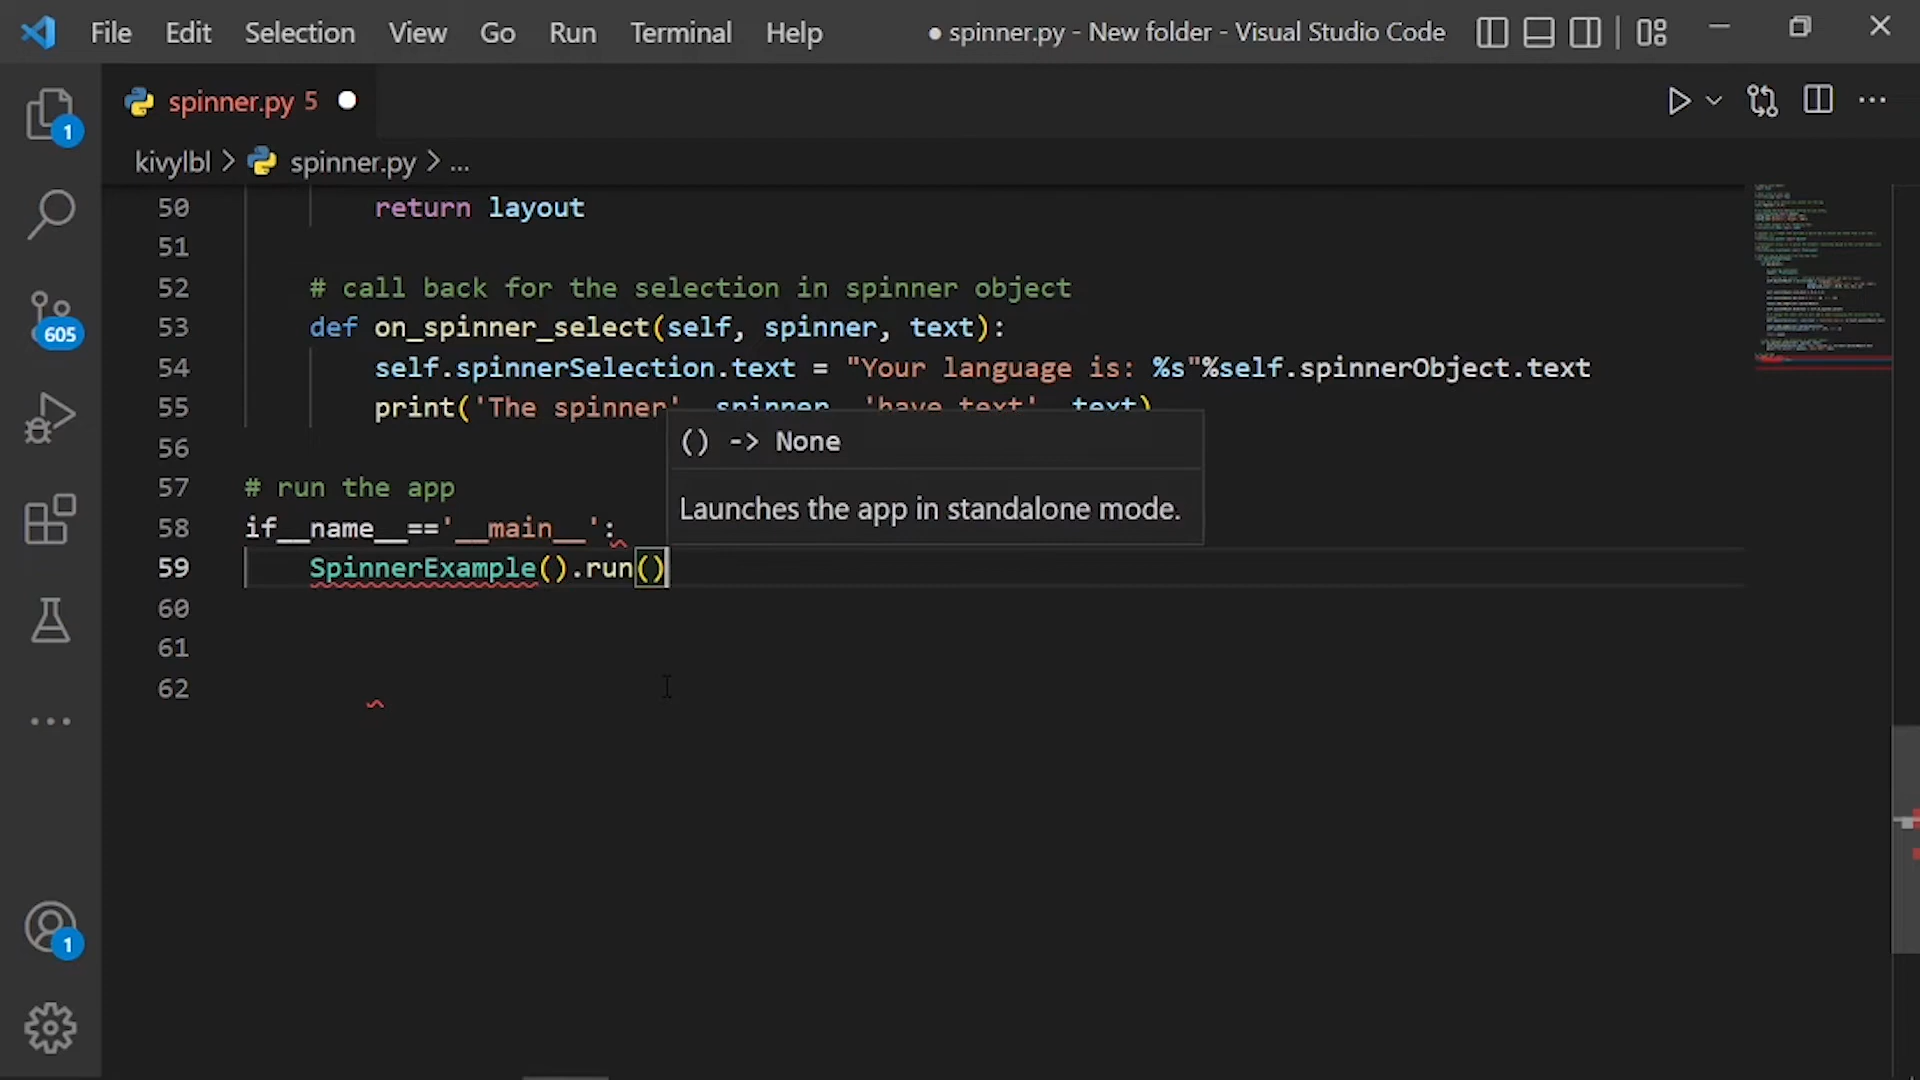 File Edit Selection View Go Run Terminal Help ● spinner.py - New folder - Visual Studio Code
spinner.py 5
kivylbl > spinner.py > ...
50 return layout
51
52 # call back for the selection in spinner object
53 def on_spinner_select(self, spinner, text):
54 self.spinnerSelection.text = "Your language is: %s"%self.spinnerObject.text
55 print('The spinner', spinner, 'have text', text)
56
() -> None
57 # run the app
Launches the app in standalone mode.
58 if__name__=='__main__':
59 SpinnerExample().run()
60
61
62
1
605
1